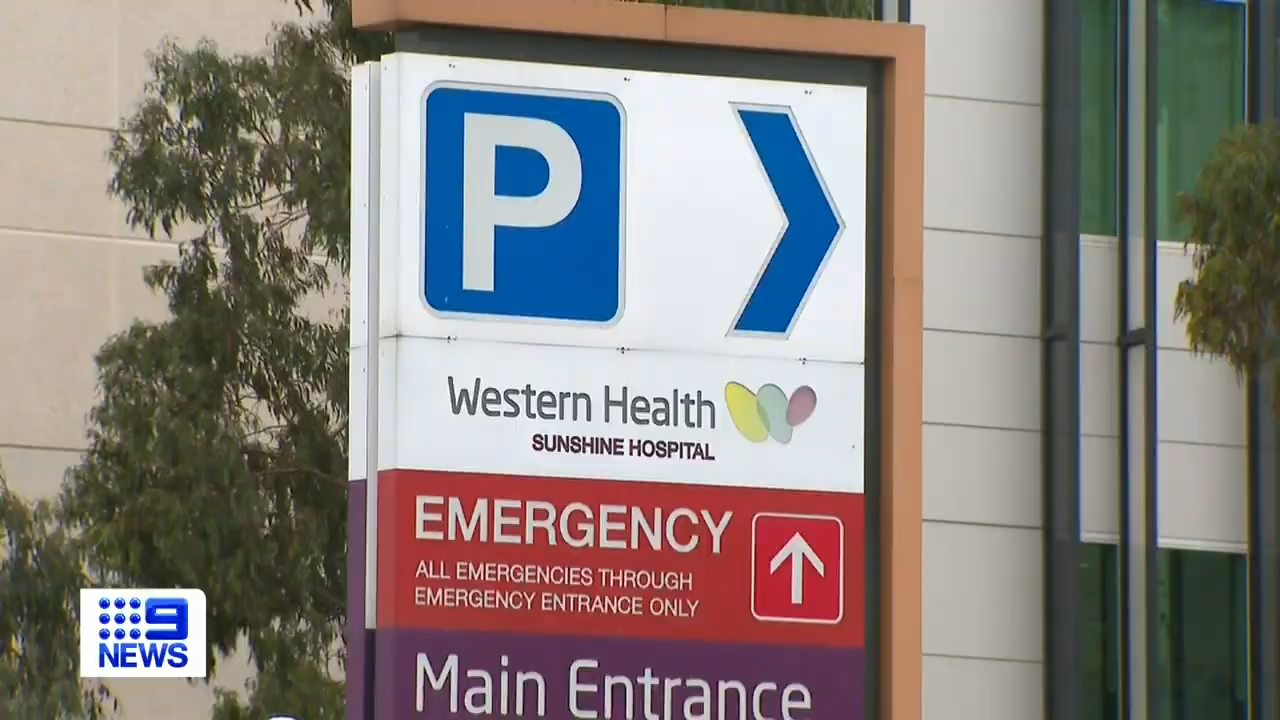 P
Western Health
SUNSHINE HOSPITAL
EMERGENCY
ALL EMERGENCIES THROUGH
EMERGENCY ENTRANCE ONLY
Main Entrance
9
NEWS